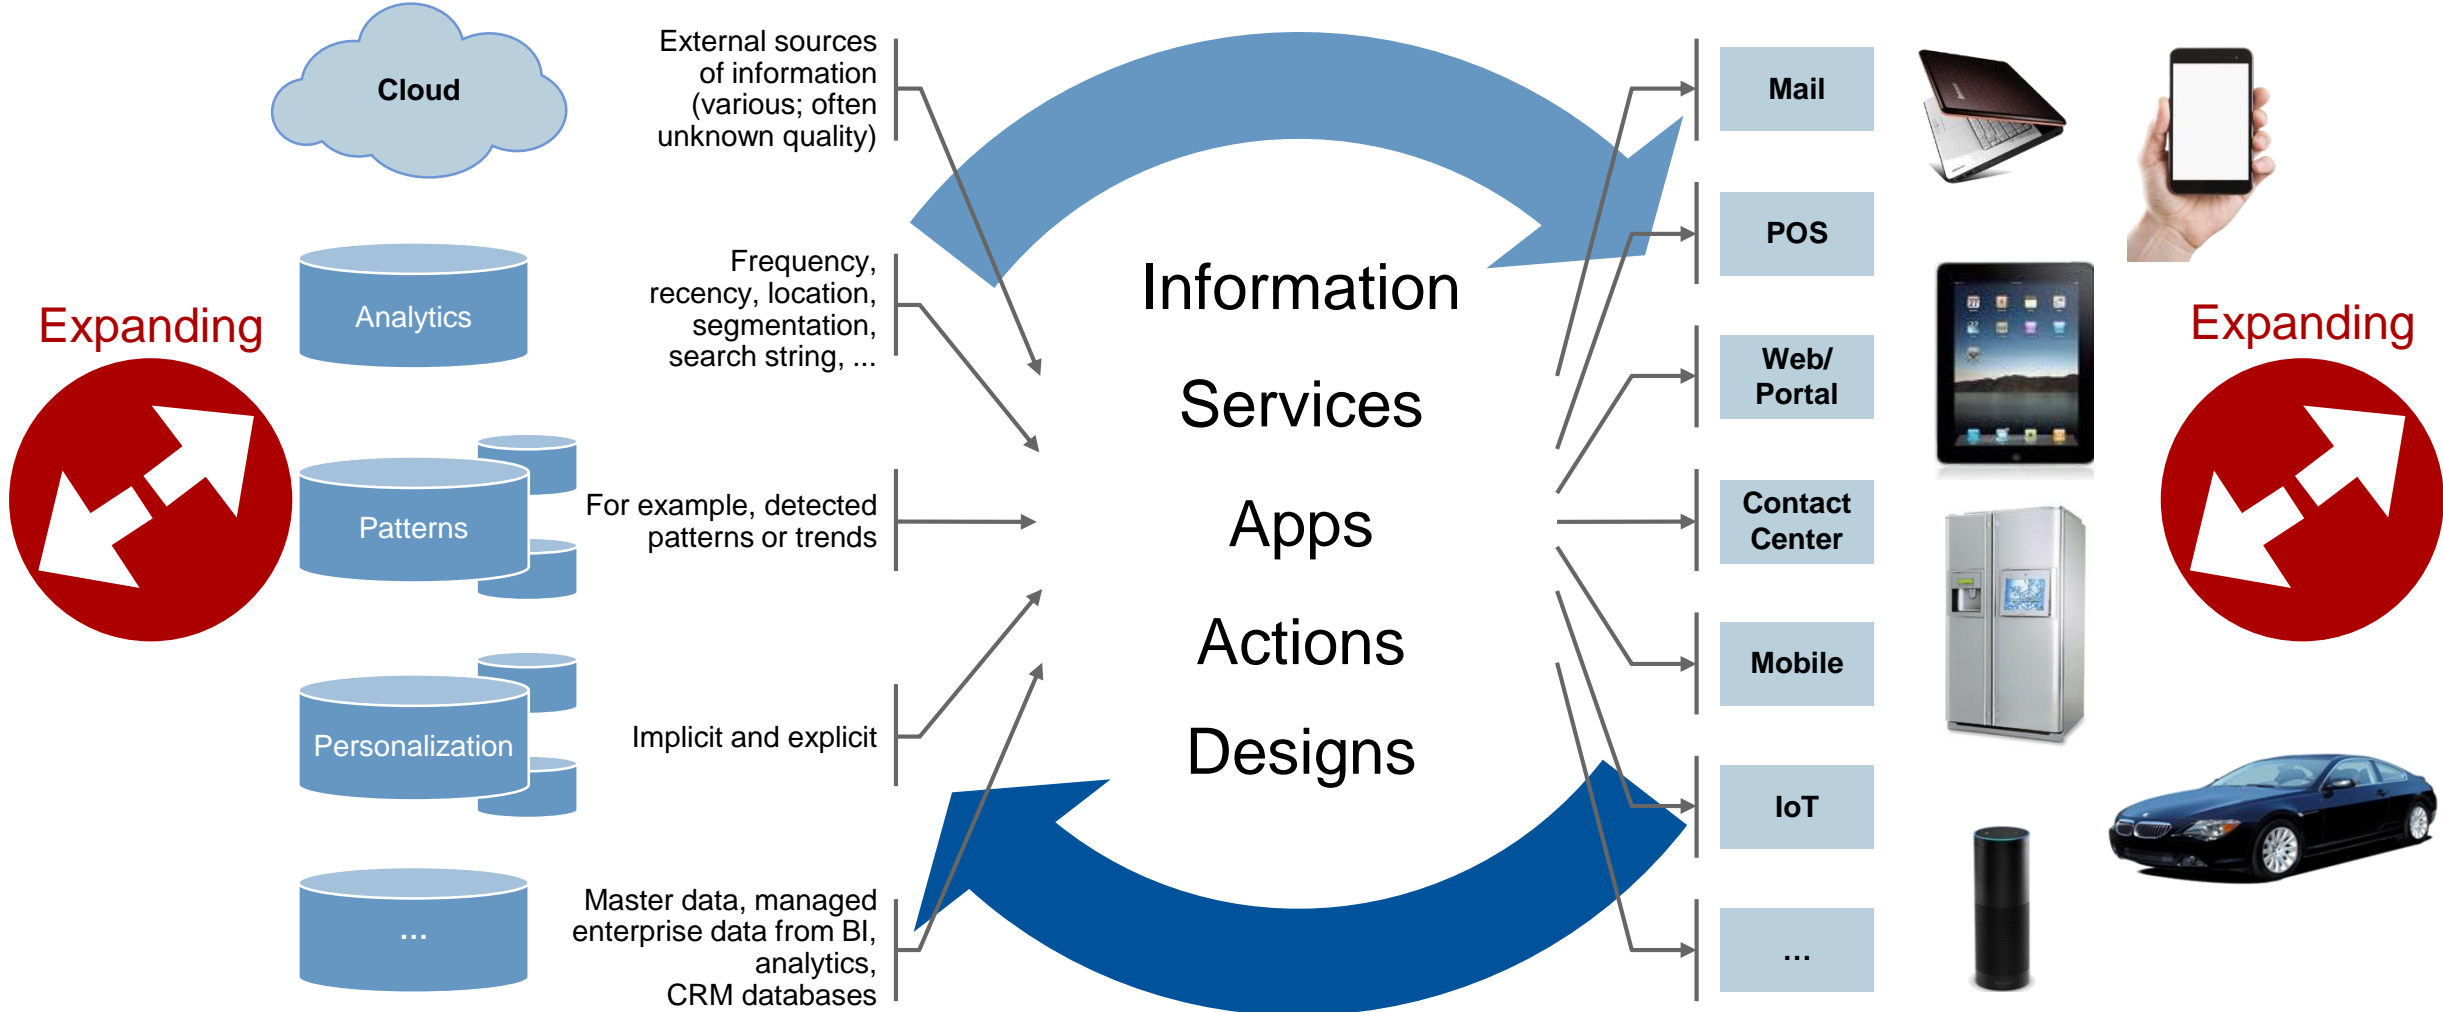 Cloud
External sources
of information
(various; often
unknown quality)
Expanding
Analytics
Frequency,
recency, location,
segmentation,
search string, ...
Patterns
For example, detected
patterns or trends
Personalization
Implicit and explicit
...
Master data, managed
enterprise data from BI,
analytics,
CRM databases
Information
Services
Apps
Actions
Designs
Mail
POS
Web/
Portal
Contact
Center
Mobile
IoT
...
Expanding